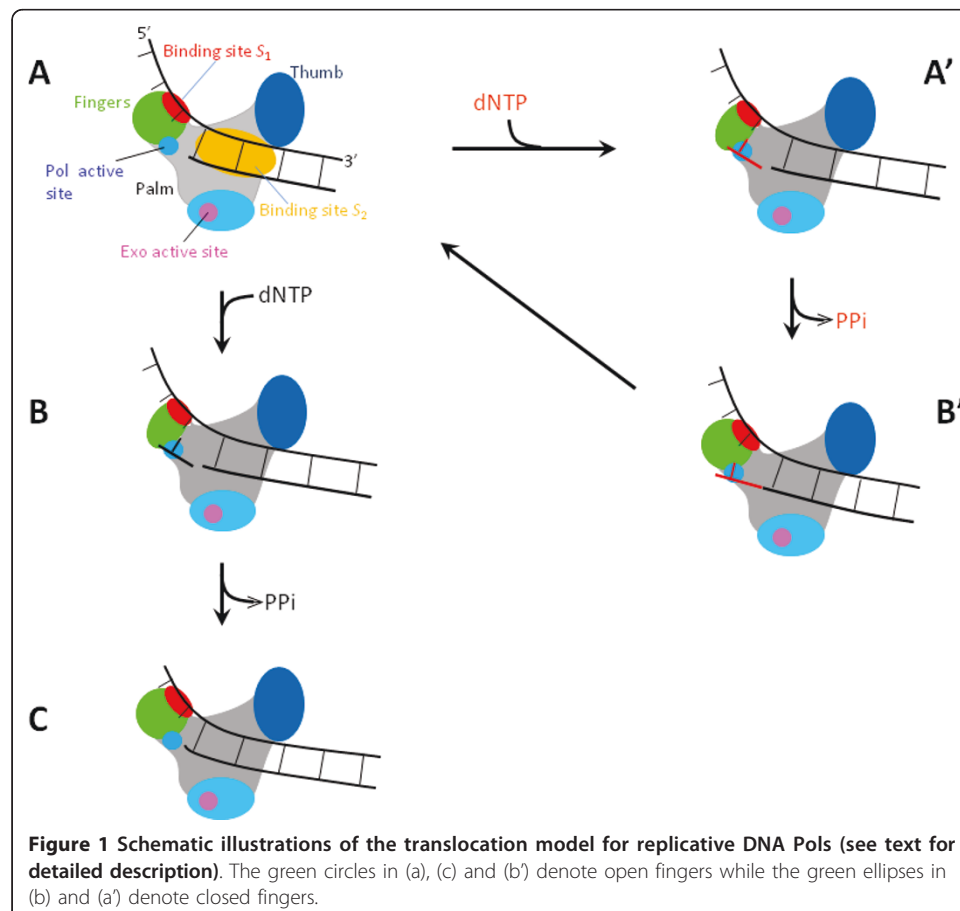 A
5′
Binding site S1
Thumb
Fingers
Pol active
site
Palm
3′
Binding site S2
Exo active site
dNTP
A'
dNTP
PPi
B
B'
PPi
C
Figure 1 Schematic illustrations of the translocation model for replicative DNA Pols (see text for
detailed description). The green circles in (a), (c) and (b’) denote open fingers while the green ellipses in
(b) and (a’) denote closed fingers.